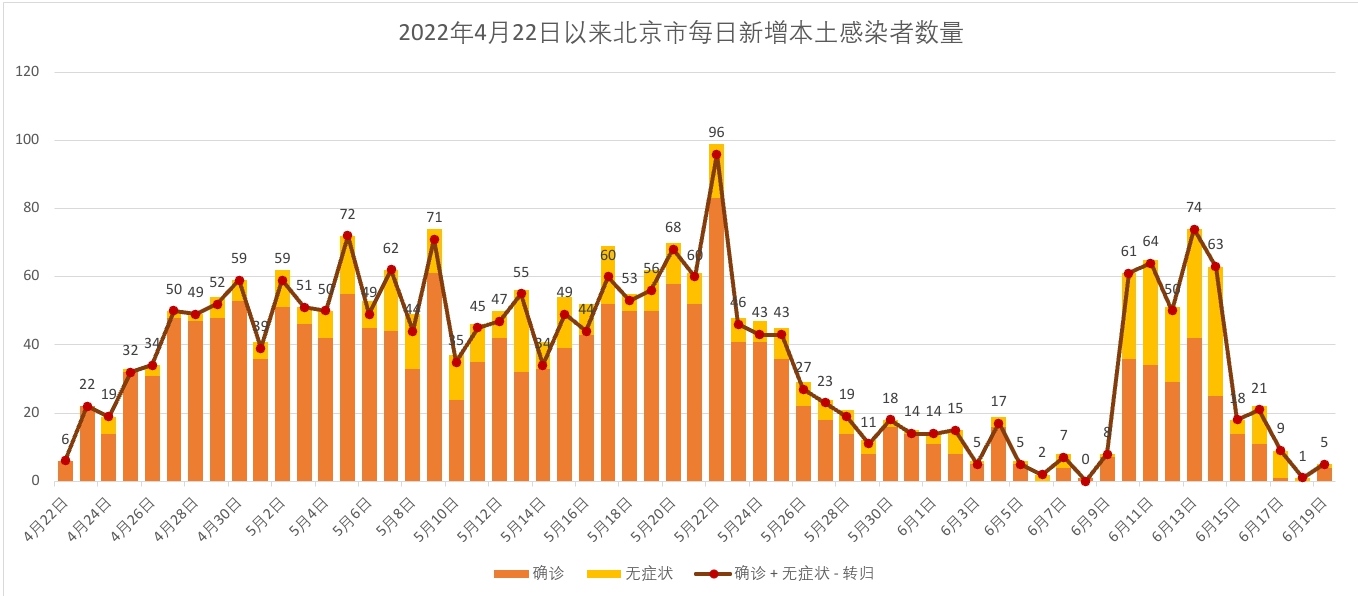 2022年4月22日以来北京市每日新增本土感染者数量
120
100
80
60
40
20
0
6
22
19
32
34
50
49
52
59
39
59
51
50
72
49
62
44
71
35
45
47
55
34
49
44
60
53
56
68
60
96
46
43
43
27
23
19
11
18
14
14
15
5
17
5
2
7
0
8
61
64
50
74
63
18
21
9
1
5
4月22日
4月24日
4月26日
4月28日
4月30日
5月2日
5月4日
5月6日
5月8日
5月10日
5月12日
5月14日
5月16日
5月18日
5月20日
5月22日
5月24日
5月26日
5月28日
5月30日
6月1日
6月3日
6月5日
6月7日
6月9日
6月11日
6月13日
6月15日
6月17日
6月19日
确诊
无症状
确诊 + 无症状 - 转归